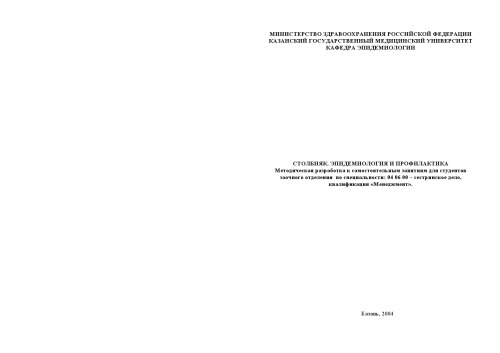 МИНИСТЕРСТВО ЗДРАВООХРАНЕНИЯ РОССИЙСКОЙ ФЕДЕРАЦИИ
КАЗАНСКИЙ ГОСУДАРСТВЕННЫЙ МЕДИЦИНСКИЙ УНИВЕРСИТЕТ
КАФЕДРА ЭПИДЕМИОЛОГИИ
СТОЛБНЯК. ЭПИДЕМИОЛОГИЯ И ПРОФИЛАКТИКА
Методическая разработка к самостоятельным занятиям для студентов
заочного отделения по специальности: 04 06 00 – сестринское дело,
квалификация «Менеджмент».
Казань, 2004